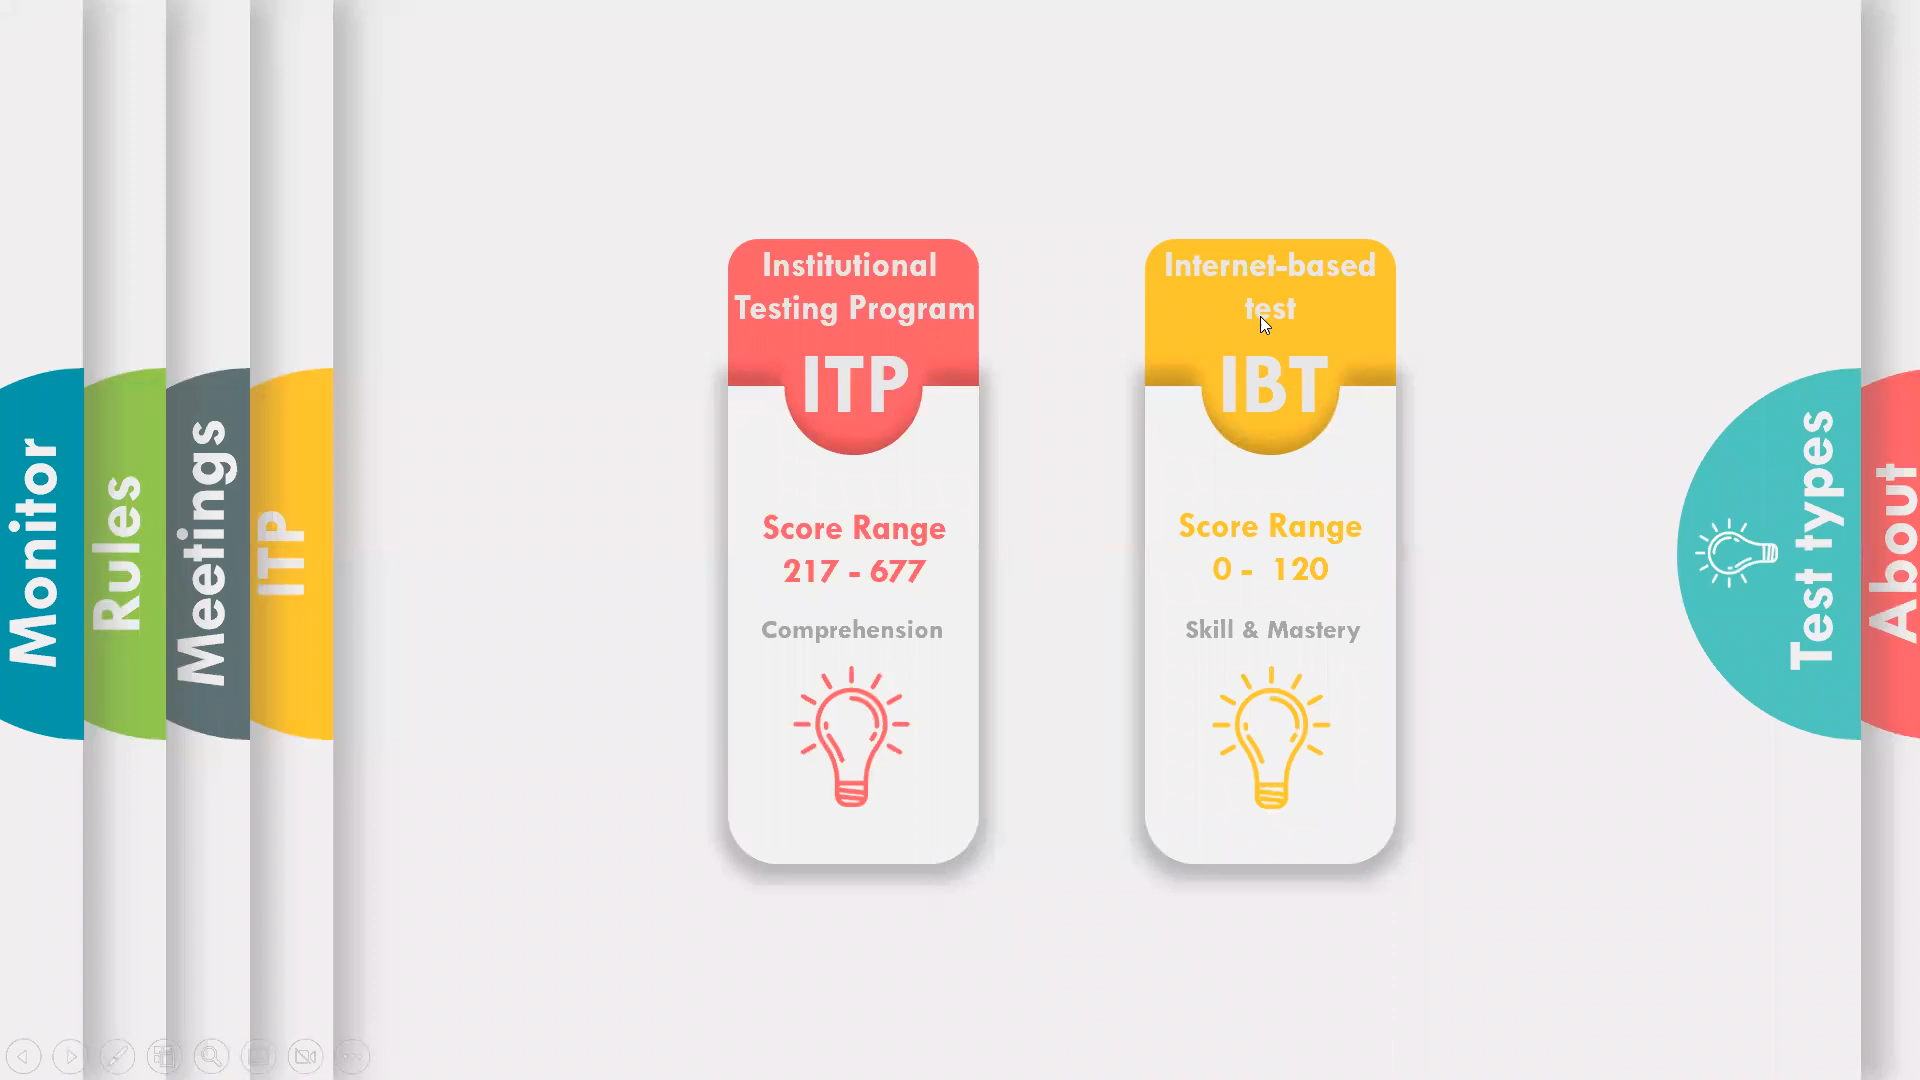 Monitor
Rules
Meetings
ITP
Institutional
Testing Program
ITP
Score Range
217 - 677
Comprehension
Internet-based
test
IBT
Score Range
0 -  120
Skill & Mastery
Test types
About